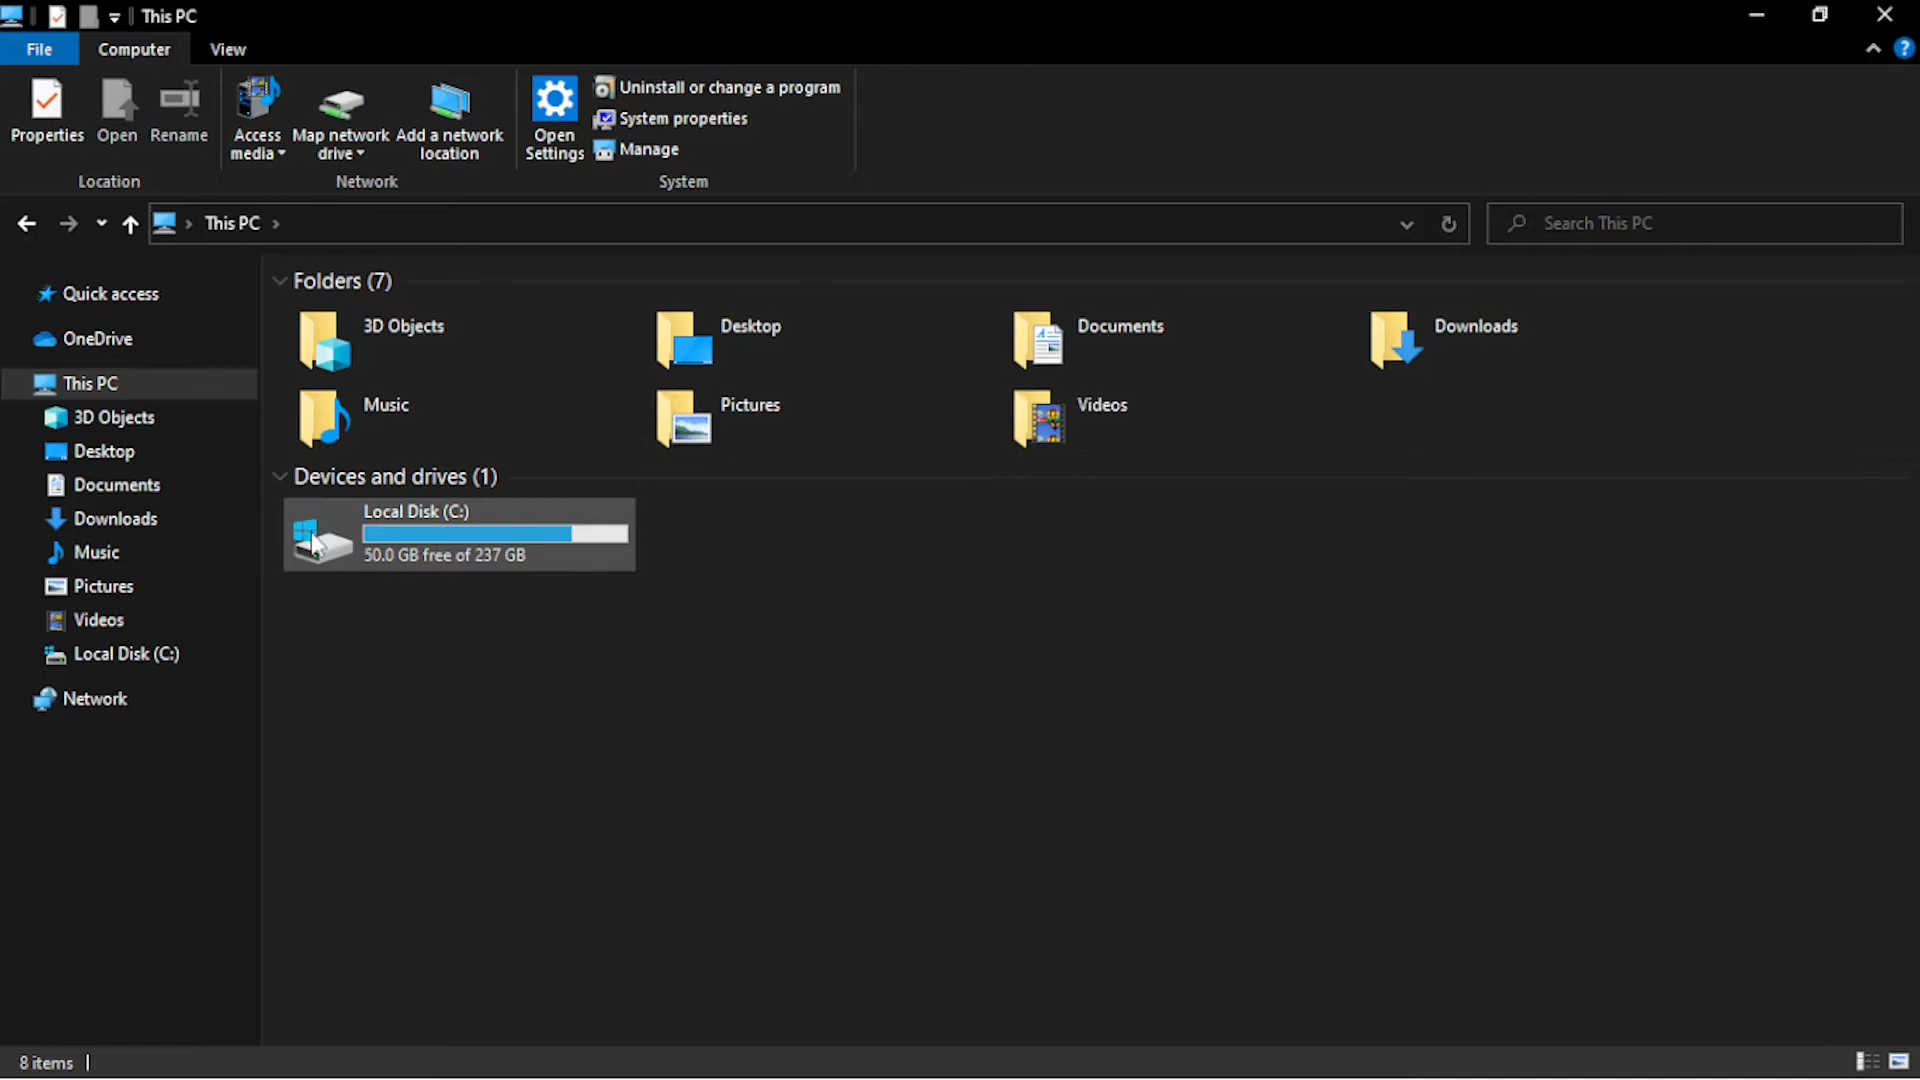 This PC
File
Computer
View
Properties
Open
Rename
Access
media
Map network
drive
Add a network
location
Open
Settings
Uninstall or change a program
System properties
Manage
Location
Network
System
This PC
Search This PC
Quick access
OneDrive
This PC
3D Objects
Desktop
Documents
Downloads
Music
Pictures
Videos
Local Disk (C:)
Network
Folders (7)
3D Objects
Desktop
Documents
Downloads
Music
Pictures
Videos
Devices and drives (1)
Local Disk (C:)
50.0 GB free of 237 GB
8 items